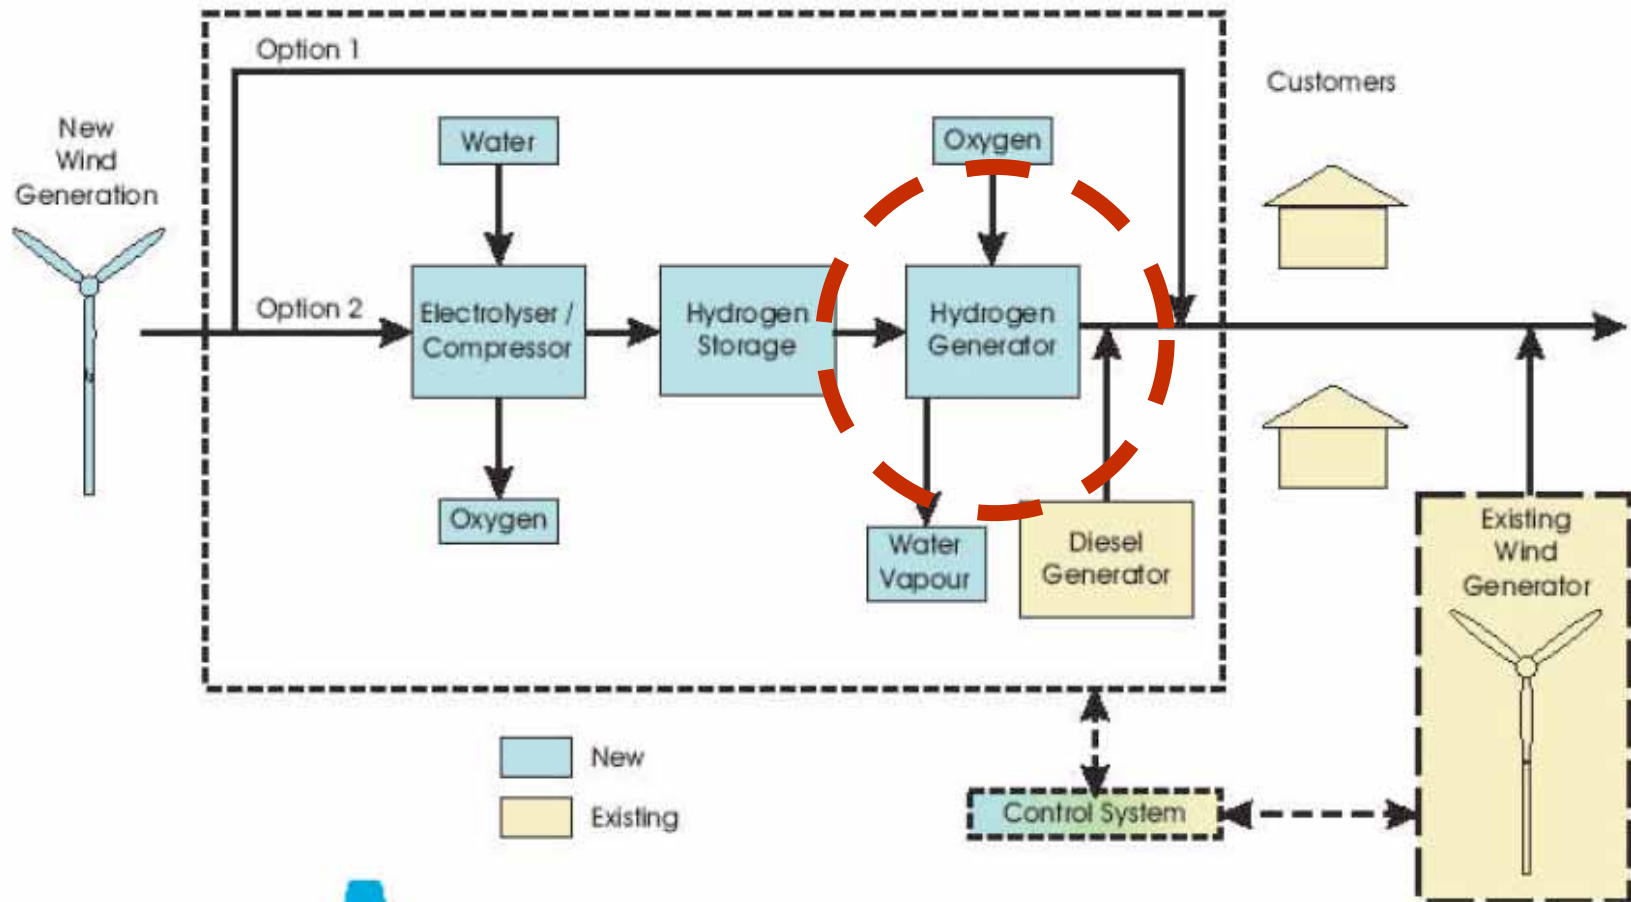 Option 1
Customers
New
Wind
Generation
Water
Oxygen
Option 2
Electrolyser /
Compressor
Hydrogen
Storage
Hydrogen
Generator
Oxygen
Water
Vapour
Diesel
Generator
Existing
Wind
Generator
New
Existing
Control System